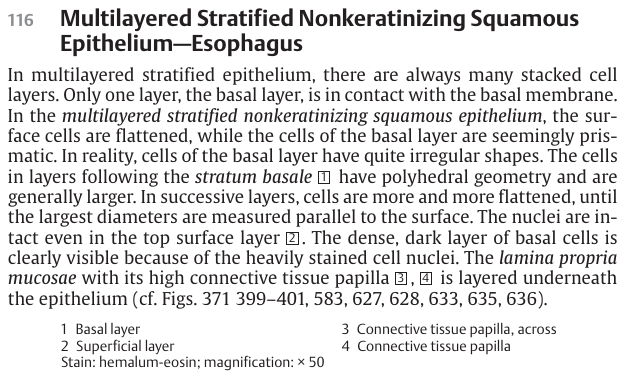 116 Multilayered Stratified Nonkeratinizing Squamous
Epithelium—Esophagus
In multilayered stratified epithelium, there are always many stacked cell
layers. Only one layer, the basal layer, is in contact with the basal membrane.
In the multilayered stratified nonkeratinizing squamous epithelium, the sur-
face cells are flattened, while the cells of the basal layer are seemingly pris-
matic. In reality, cells of the basal layer have quite irregular shapes. The cells
in layers following the stratum basale 1 have polyhedral geometry and are
generally larger. In successive layers, cells are more and more flattened, until
the largest diameters are measured parallel to the surface. The nuclei are in-
tact even in the top surface layer 2. The dense, dark layer of basal cells is
clearly visible because of the heavily stained cell nuclei. The lamina propria
mucosae with its high connective tissue papilla 3, 4 is layered underneath
the epithelium (cf. Figs. 371 399–401, 583, 627, 628, 633, 635, 636).
1 Basal layer
2 Superficial layer
Stain: hemalum-eosin; magnification: × 50
3 Connective tissue papilla, across
4 Connective tissue papilla